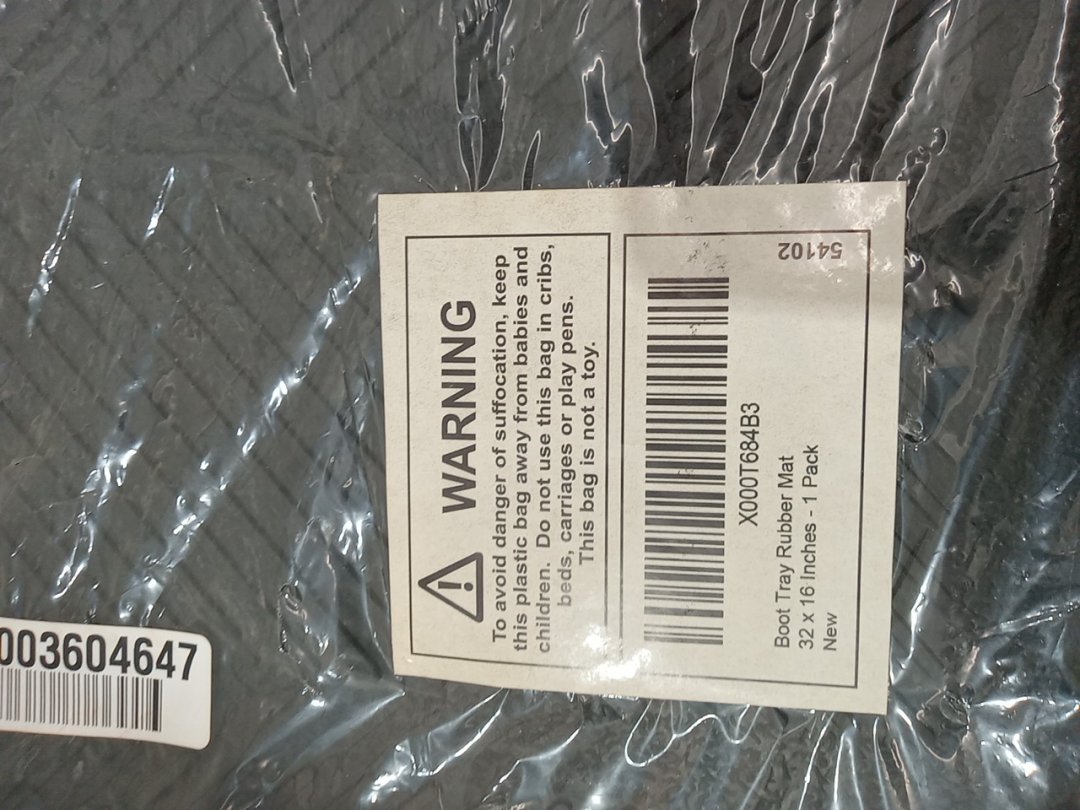 WARNING
To avoid danger of suffocation, keep
this plastic bag away from babies and
children. Do not use this bag in cribs,
beds, carriages or play pens.
This bag is not a toy.
X000T684B3
Boot Tray Rubber Mat
32 x 16 Inches - 1 Pack
New
54102
003604647